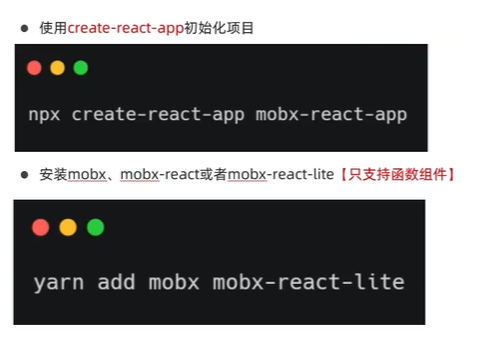 使用create-react-app初始化项目
npx create-react-app mobx-react-app
安装mobx、mobx-react或者mobx-react-lite【只支持函数组件】
yarn add mobx mobx-react-lite